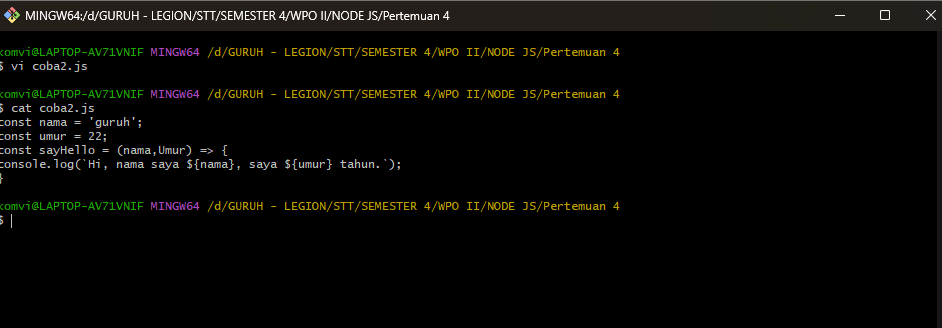 MINGW64:/d/GURUH - LEGION/STT/SEMESTER 4/WPO II/NODE JS/Pertemuan 4
komvi@LAPTOP-AV71VNIF MINGW64 /d/GURUH - LEGION/STT/SEMESTER 4/WPO II/NODE JS/Pertemuan 4
$ vi coba2.js
komvi@LAPTOP-AV71VNIF MINGW64 /d/GURUH - LEGION/STT/SEMESTER 4/WPO II/NODE JS/Pertemuan 4
$ cat coba2.js
const nama = 'guruh';
const umur = 22;
const sayHello = (nama,Umur) => {
console.log(`Hi, nama saya ${nama}, saya ${umur} tahun.`);
}
komvi@LAPTOP-AV71VNIF MINGW64 /d/GURUH - LEGION/STT/SEMESTER 4/WPO II/NODE JS/Pertemuan 4
$